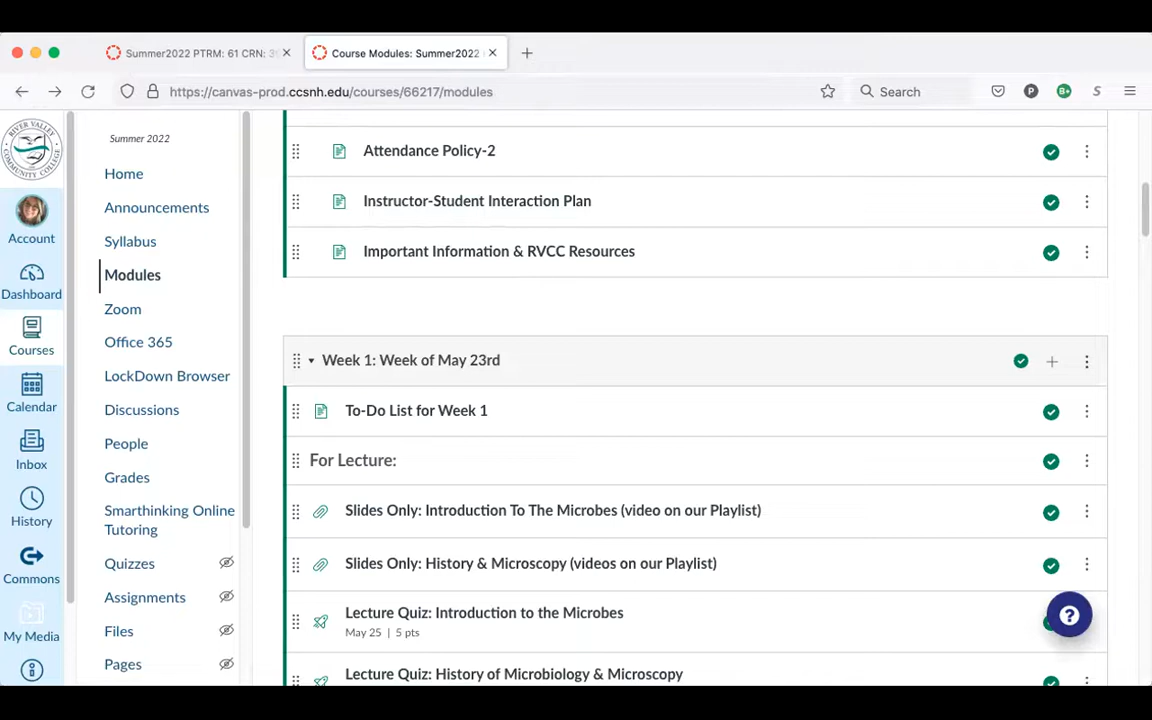 Summer2022 PTRM: 61 CRN: 3
Course Modules: Summer2022
https://canvas-prod.ccsnh.edu/courses/66217/modules
Search
P
B+
S
RIVER VALLEY
COMMUNITY COLLEGE
Account
Dashboard
Courses
Calendar
Inbox
History
Commons
My Media
Summer 2022
Home
Announcements
Syllabus
Modules
Zoom
Office 365
LockDown Browser
Discussions
People
Grades
Smarthinking Online
Tutoring
Quizzes
Assignments
Files
Pages
Attendance Policy-2
Instructor-Student Interaction Plan
Important Information & RVCC Resources
Week 1: Week of May 23rd
To-Do List for Week 1
For Lecture:
Slides Only: Introduction To The Microbes (video on our Playlist)
Slides Only: History & Microscopy (videos on our Playlist)
Lecture Quiz: Introduction to the Microbes
May 25 | 5 pts
Lecture Quiz: History of Microbiology & Microscopy
?